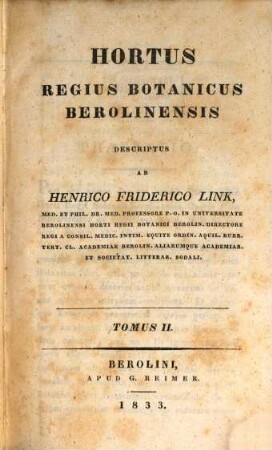 HORTUS
REGIUS BOTANICUS
BEROLINENSIS
DESCRIPTUS
AB
HENRICO FRIDERICO LINK,
MED. ET PHIL. DR. MED. PROFESSORE P.-O. IN UNIVERSITATE
BEROLINENSI HORTI REGII BOTANICI BEROLIN. DIRECTORE
REGI A CONSIL. MEDIC. INTIM. EQUITE ORDIN. AQUIL. RUBR.
TERT. CL. ACADEMIAE BEROLIN. ALIARUMQUE ACADEMIAR.
ET SOCIETAT. LITTERAR. SODALI.
TOMUS II.
BEROLINI,
APUD G. REIMER.
1833.